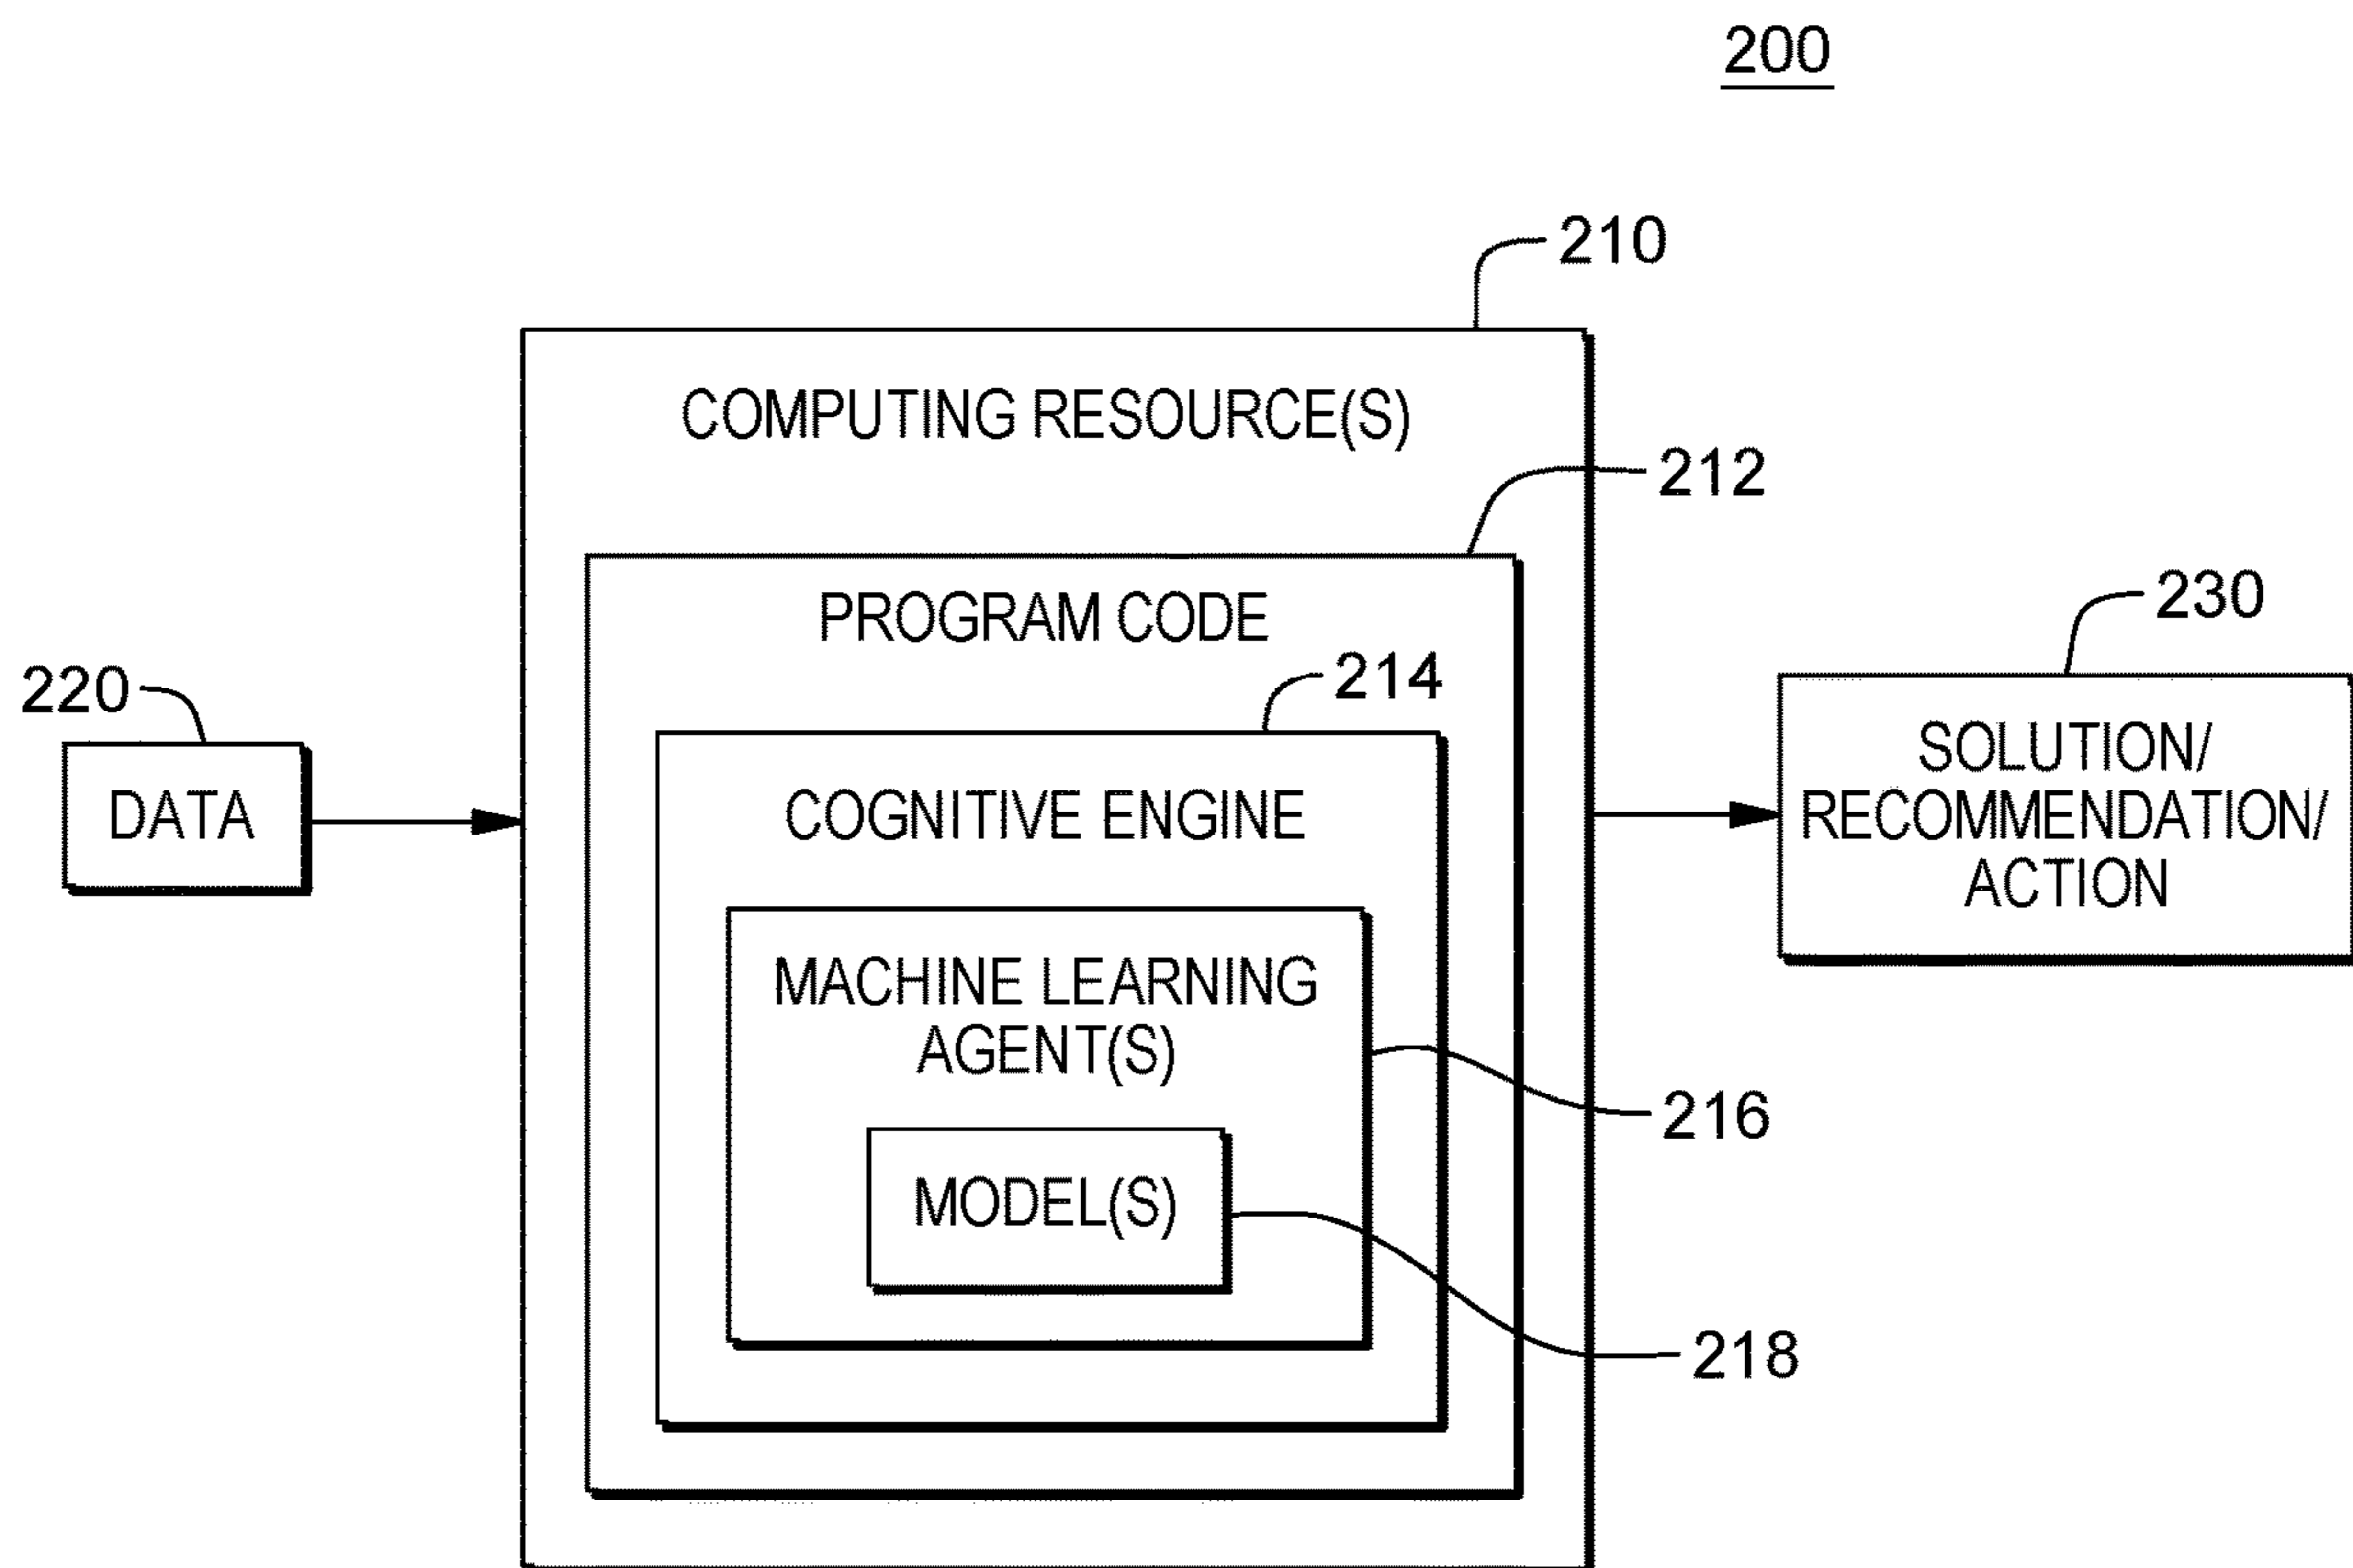 200
210
COMPUTING RESOURCE(S)
212
PROGRAM CODE
230
220
214
DATA
COGNITIVE ENGINE
SOLUTION/
RECOMMENDATION/
ACTION
MACHINE LEARNING
AGENT(S)
216
MODEL(S)
218